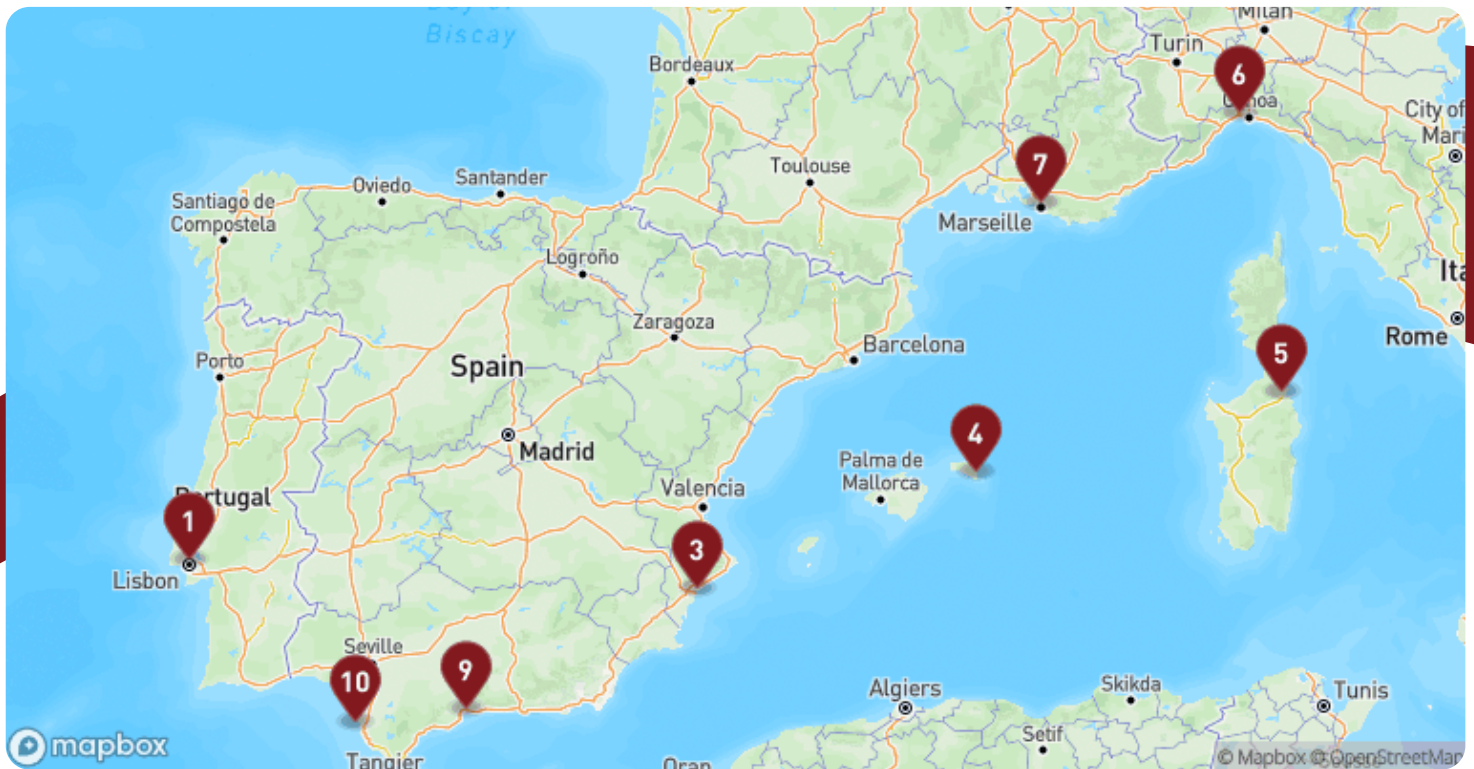 Biscay
Milan
Turin
6
Bordeaux
Genoa
City of
Mari
7
Toulouse
Santander
Oviedo
Santiago de
Compostela
Marseille
Logroño
Ita
Zaragoza
Rome
Barcelona
5
Porto
Spain
4
Madrid
Palma de
Mallorca
Valencia
Portugal
1
3
Lisbon
Seville
9
10
Algiers
Skikda
Tunis
Setif
mapbox
Tangier
Oran
© Mapbox © OpenStreetMap